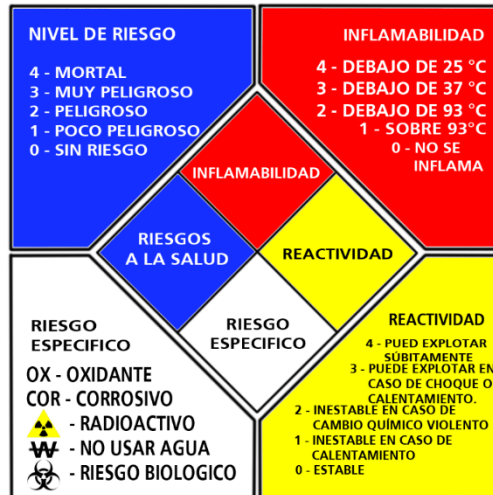 NIVEL DE RIESGO
4 - MORTAL
3 - MUY PELIGROSO
2 - PELIGROSO
1 - POCO PELIGROSO
0 - SIN RIESGO
INFLAMABILIDAD
4 - DEBAJO DE 25 °C
3 - DEBAJO DE 37 °C
2 - DEBAJO DE 93 °C
1 - SOBRE 93°C
0 - NO SE
INFLAMA
INFLAMABILIDAD
RIESGOS
A LA SALUD
REACTIVIDAD
RIESGO
ESPECIFICO
RIESGO
ESPECIFICO
OX - OXIDANTE
COR - CORROSIVO
- RADIOACTIVO
W - NO USAR AGUA
- RIESGO BIOLOGICO
REACTIVIDAD
4 - PUED EXPLOTAR
SÚBITAMENTE
3 - PUEDE EXPLOTAR EN
CASO DE CHOQUE O
CALENTAMIENTO.
2 - INESTABLE EN CASO DE
CAMBIO QUÍMICO VIOLENTO
1 - INESTABLE EN CASO DE
CALENTAMIENTO
0 - ESTABLE